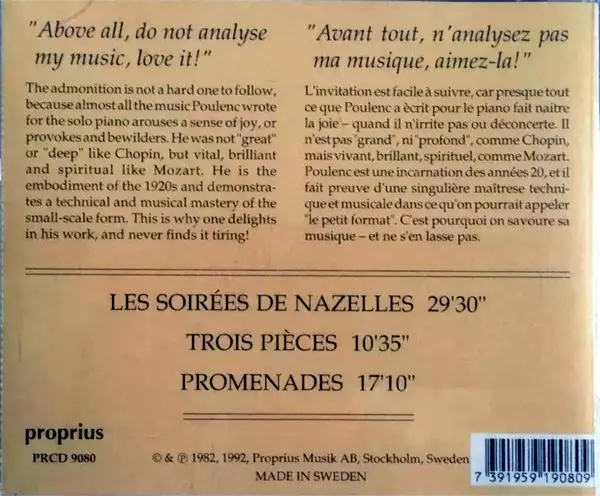 "Above all, do not analyse
my music, love it!"
The admonition is not a hard one to follow,
because almost all the music Poulenc wrote
for the solo piano arouses a sense of joy, or
provokes and bewilders. He was not "great"
or "deep" like Chopin, but vital, brilliant
and spiritual like Mozart. He is the
embodiment of the 1920s and demonstra-
tes a technical and musical mastery of the
small-scale form. This is why one delights
in his work, and never finds it tiring!
"Avant tout, n'analysez pas
ma musique, aimez-la!"
L'invitation est facile à suivre, car presque tout
ce que Poulenc a ècrit pour le piano fait naitre
la joie – quand il n'irrite pas ou déconcerte. Il
n'est pas "grand", ni "profond", comme Chopin,
mais vivant, brillant, spirituel, comme Mozart.
Poulenc est une incarnation des années 20, et il
fait preuve d'une singulière maîtrese techni-
que et musicale dans ce qu'on pourrait appeler
"le petit format". C'est pourquoi on savoure sa
musique – et ne s'en lasse pas.
LES SOIRÉES DE NAZELLES 29'30"
TROIS PIÈCES 10'35"
PROMENADES 17'10"
proprius
PRCD 9080
© & ℗ 1982, 1992, Proprius Musik AB, Stockholm, Sweden
MADE IN SWEDEN
7 391959 190809